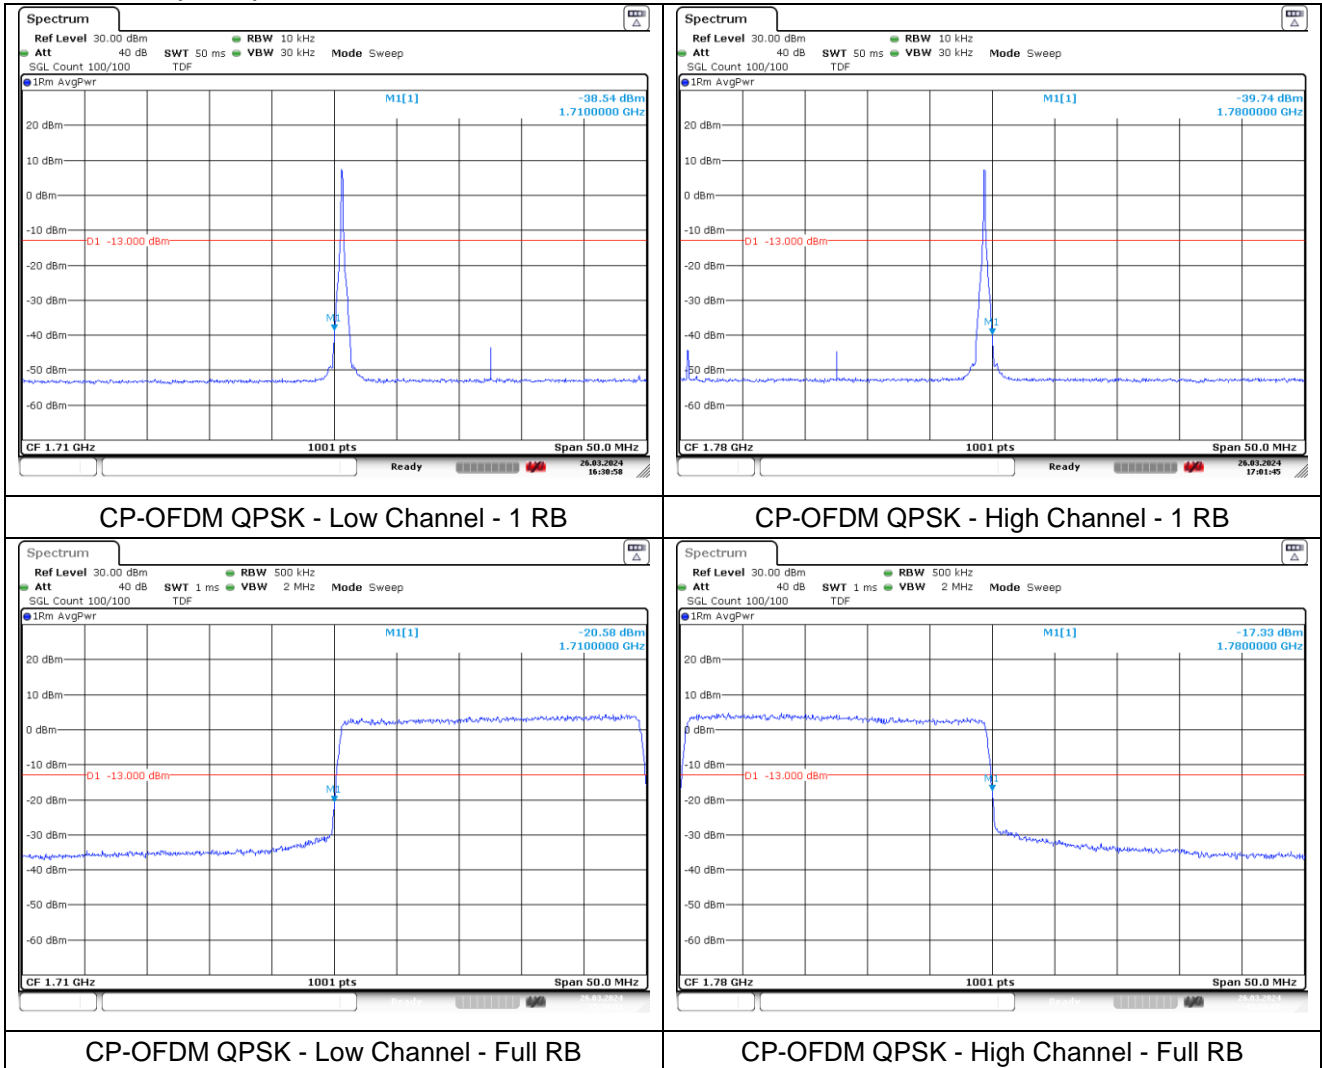 Spectrum
Ref Level 30.00 dBm RBW 10 kHz
Att 40 dB SWT 50 ms VBW 30 kHz Mode Sweep
SGL Count 100/100 TDF
1Rm AvgPwr
M1[1] -38.54 dBm
1.7100000 GHz
20 dBm
10 dBm
0 dBm
-10 dBm
D1 -13.000 dBm
-20 dBm
-30 dBm
M1
-40 dBm
-50 dBm
-60 dBm
CF 1.71 GHz 1001 pts Span 50.0 MHz
Ready 26.03.2024
16:30:58
Spectrum
Ref Level 30.00 dBm RBW 10 kHz
Att 40 dB SWT 50 ms VBW 30 kHz Mode Sweep
SGL Count 100/100 TDF
1Rm AvgPwr
M1[1] -39.74 dBm
1.7800000 GHz
20 dBm
10 dBm
0 dBm
-10 dBm
D1 -13.000 dBm
-20 dBm
-30 dBm
M1
-40 dBm
-50 dBm
-60 dBm
CF 1.78 GHz 1001 pts Span 50.0 MHz
Ready 26.03.2024
17:01:45
CP-OFDM QPSK - Low Channel - 1 RB
CP-OFDM QPSK - High Channel - 1 RB
Spectrum
Ref Level 30.00 dBm RBW 500 kHz
Att 40 dB SWT 1 ms VBW 2 MHz Mode Sweep
SGL Count 100/100 TDF
1Rm AvgPwr
M1[1] -20.58 dBm
1.7100000 GHz
20 dBm
10 dBm
0 dBm
-10 dBm
D1 -13.000 dBm
M1
-20 dBm
-30 dBm
-40 dBm
-50 dBm
-60 dBm
CF 1.71 GHz 1001 pts Span 50.0 MHz
Ready
Spectrum
Ref Level 30.00 dBm RBW 500 kHz
Att 40 dB SWT 1 ms VBW 2 MHz Mode Sweep
SGL Count 100/100 TDF
1Rm AvgPwr
M1[1] -17.33 dBm
1.7800000 GHz
20 dBm
10 dBm
0 dBm
-10 dBm
D1 -13.000 dBm
M1
-20 dBm
-30 dBm
-40 dBm
-50 dBm
-60 dBm
CF 1.78 GHz 1001 pts Span 50.0 MHz
Ready
CP-OFDM QPSK - Low Channel - Full RB
CP-OFDM QPSK - High Channel - Full RB